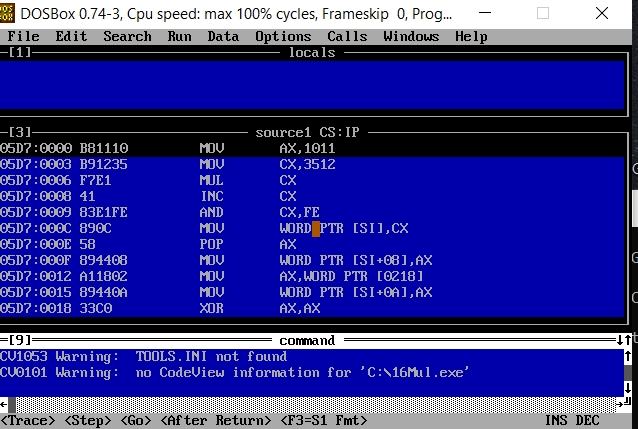 DOSBox 0.74-3, Cpu speed: max 100% cycles, Frameskip 0, Prog...
File Edit Search Run Data Options Calls Windows Help
[1] locals
[3] source1 CS:IP
05D7:0000 B81110 MOV AX,1011
05D7:0003 B91235 MOV CX,3512
05D7:0006 F7E1 MUL CX
05D7:0008 41 INC CX
05D7:0009 83E1FE AND CX,FE
05D7:000C 890C MOV WORD PTR [SI],CX
05D7:000E 58 POP AX
05D7:000F 894408 MOV WORD PTR [SI+08],AX
05D7:0012 A11802 MOV AX,WORD PTR [0218]
05D7:0015 89440A MOV WORD PTR [SI+0A],AX
05D7:0018 33C0 XOR AX,AX
[9] command
CV1053 Warning: TOOLS.INI not found
CV0101 Warning: no CodeView information for 'C:\16Mul.exe'
<Trace> <Step> <Go> <After Return> <F3=S1 Fmt> INS DEC